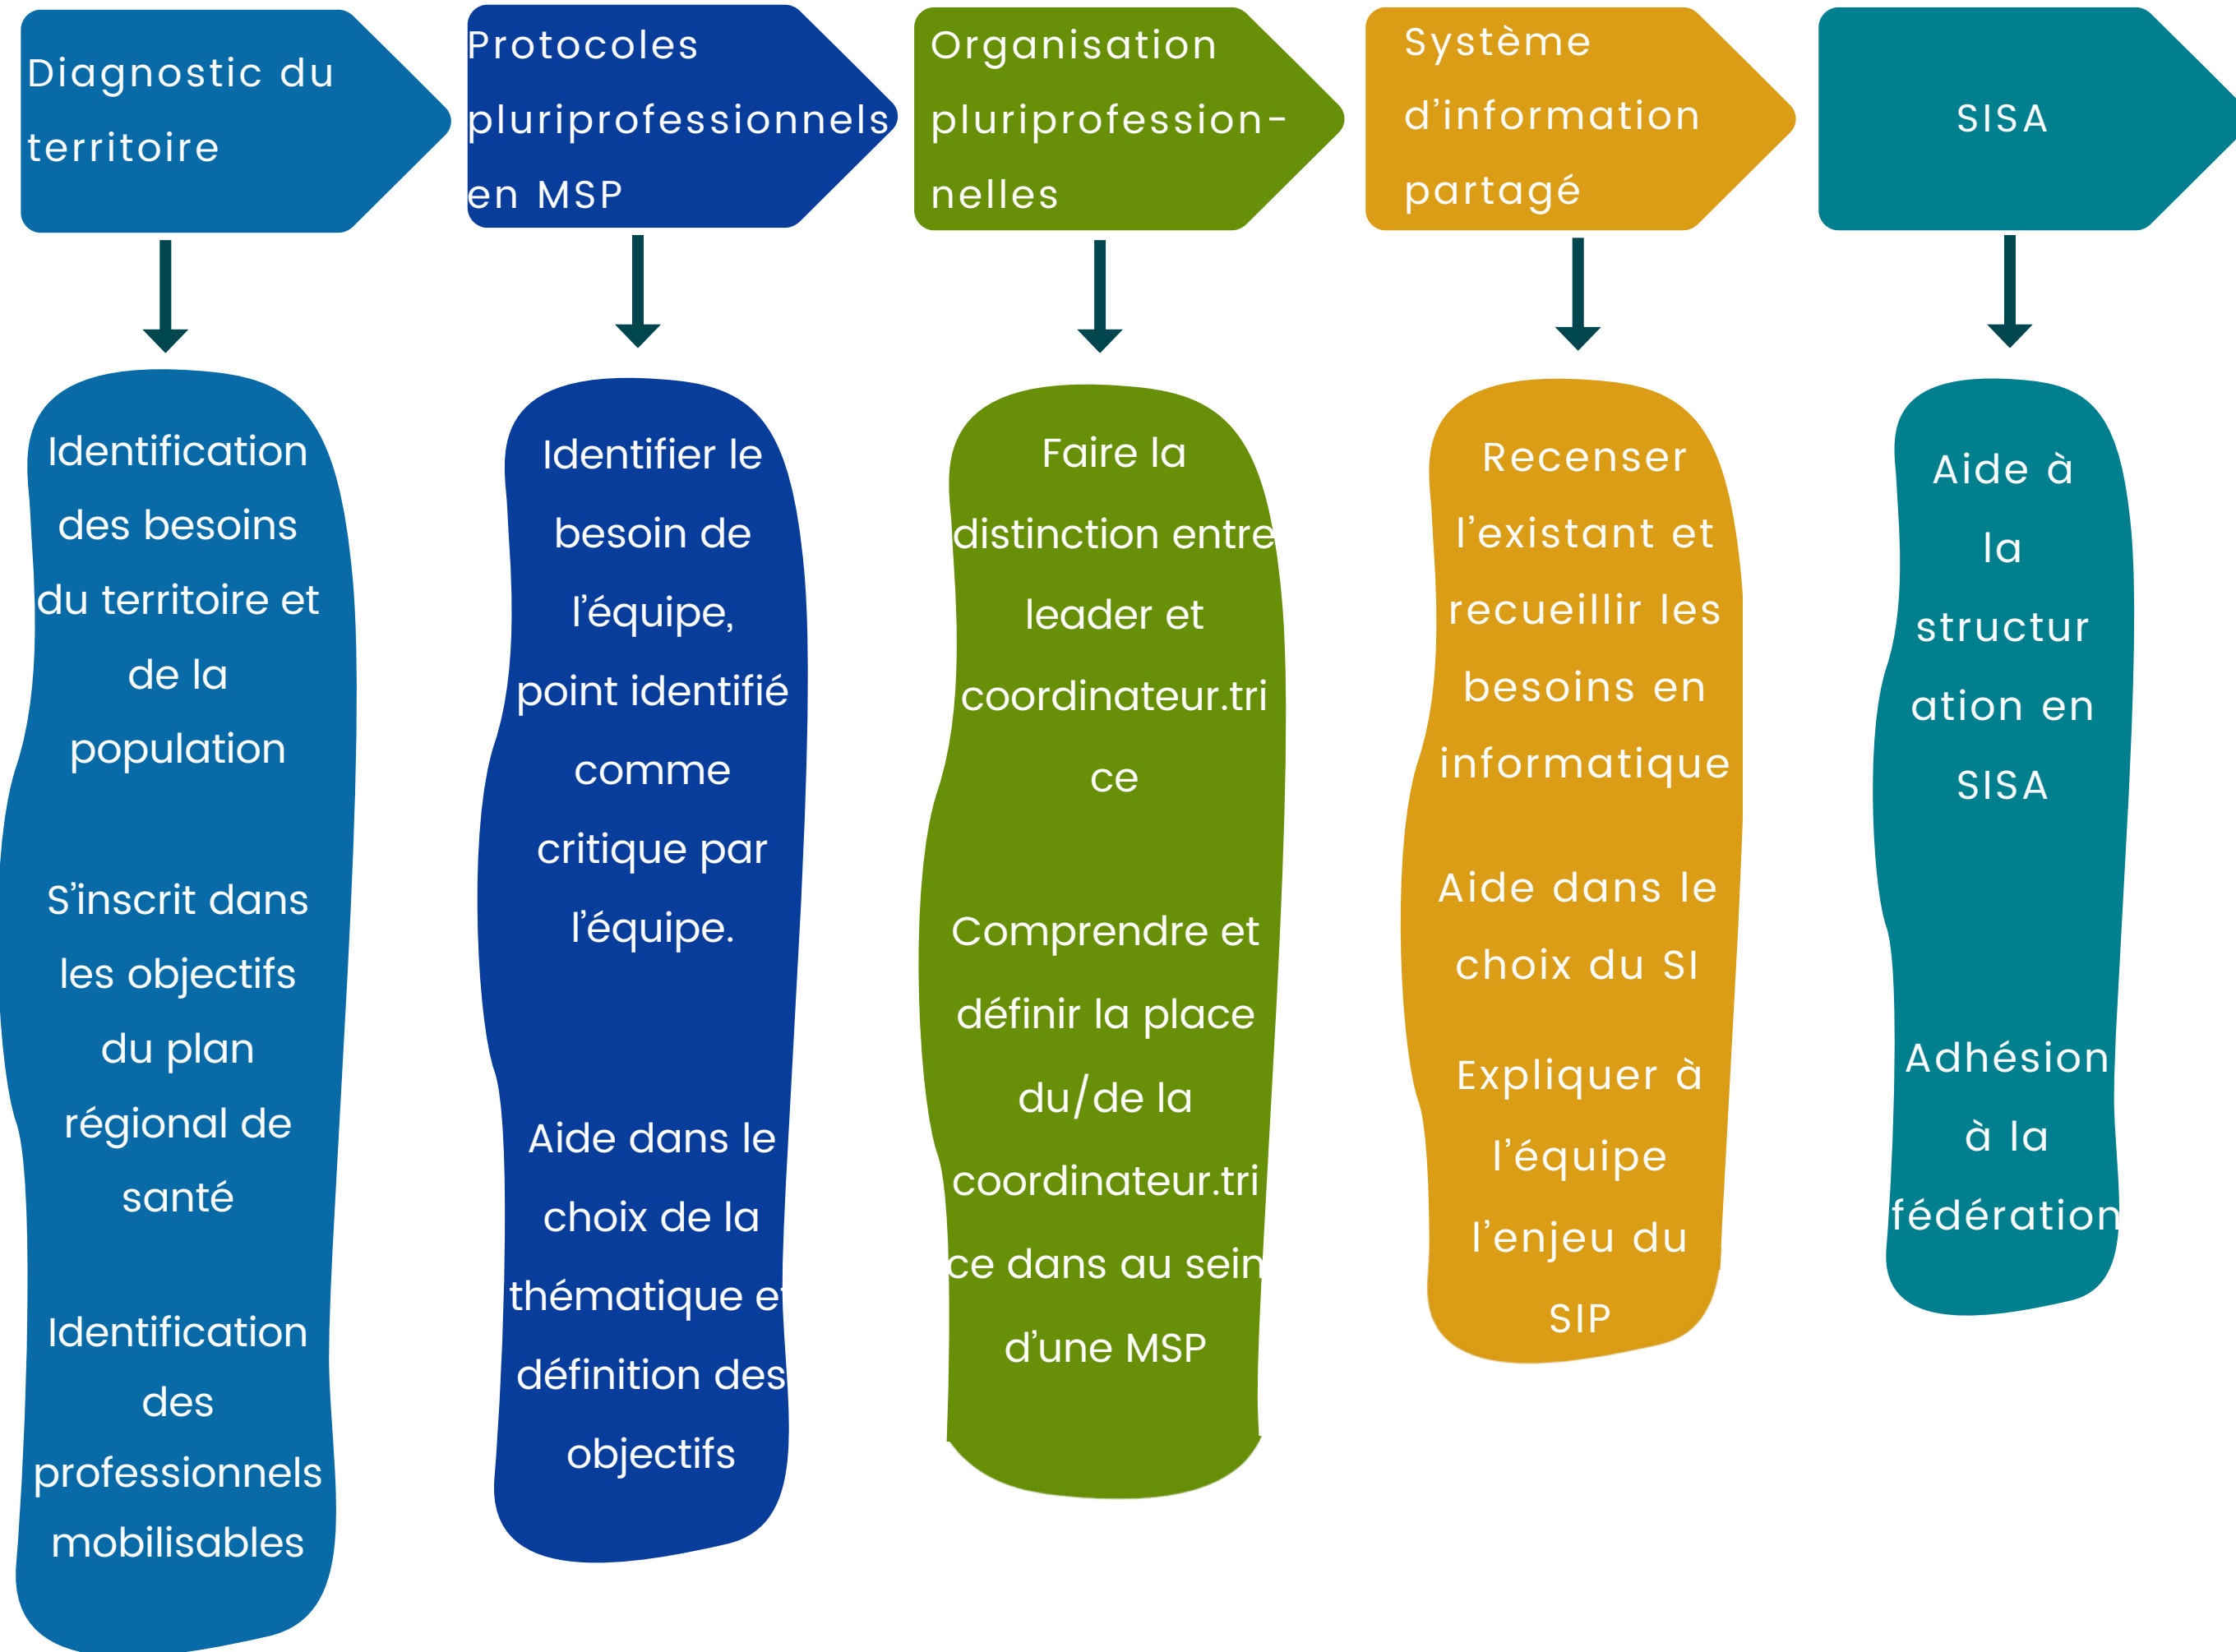 Diagnostic du
territoire
Protocoles
pluriprofessionnels
en MSP
Organisation
pluriprofession-
nelles
Système
d'information
partagé
SISA
Identification
des besoins
du territoire et
de la
population
S'inscrit dans
les objectifs
du plan
régional de
santé
Identification
des
professionnels
mobilisables
Identifier le
besoin de
l'équipe,
point identifié
comme
critique par
l'équipe.
Aide dans le
choix de la
thématique et
définition des
objectifs
Faire la
distinction entre
leader et
coordinateur.tri
ce
Comprendre et
définir la place
du/de la
coordinateur.tri
ce dans au sein
d'une MSP
Recenser
l'existant et
recueillir les
besoins en
informatique
Aide dans le
choix du SI
Expliquer à
l'équipe
l'enjeu du
SIP
Aide à
la
structur
ation en
SISA
Adhésion
à la
fédération